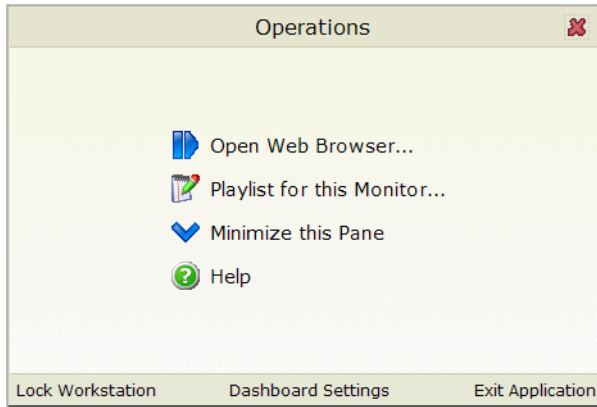 Operations
Open Web Browser...
Playlist for this Monitor...
Minimize this Pane
Help
Lock Workstation Dashboard Settings Exit Application